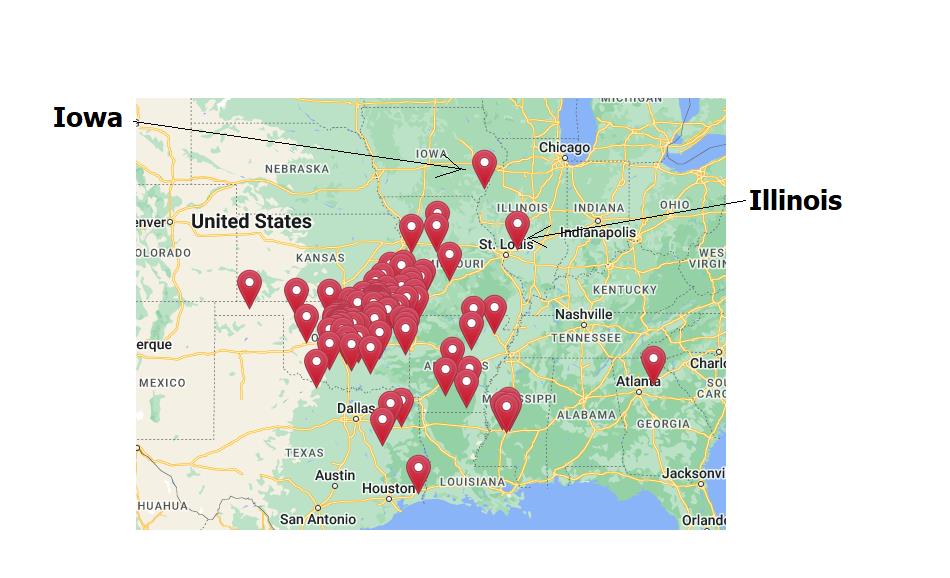 MICHIGAN
Iowa
Chicago
IOWA
NEBRASKA
Illinois
ILLINOIS
INDIANA
OHIO
enver
United States
Indianapolis
St. Louis
OLORADO
KANSAS
OURI
WES
VIRGIN
KENTUCKY
Nashville
TENNESSEE
erque
O
AR
S
Charlo
MEXICO
Atlanta
SOU
CARO
Dallas
M
SSIPPI
ALABAMA
GEORGIA
TEXAS
Austin
Jacksonvi
LOUISIANA
Houston
HUAHUA
San Antonio
Orlando